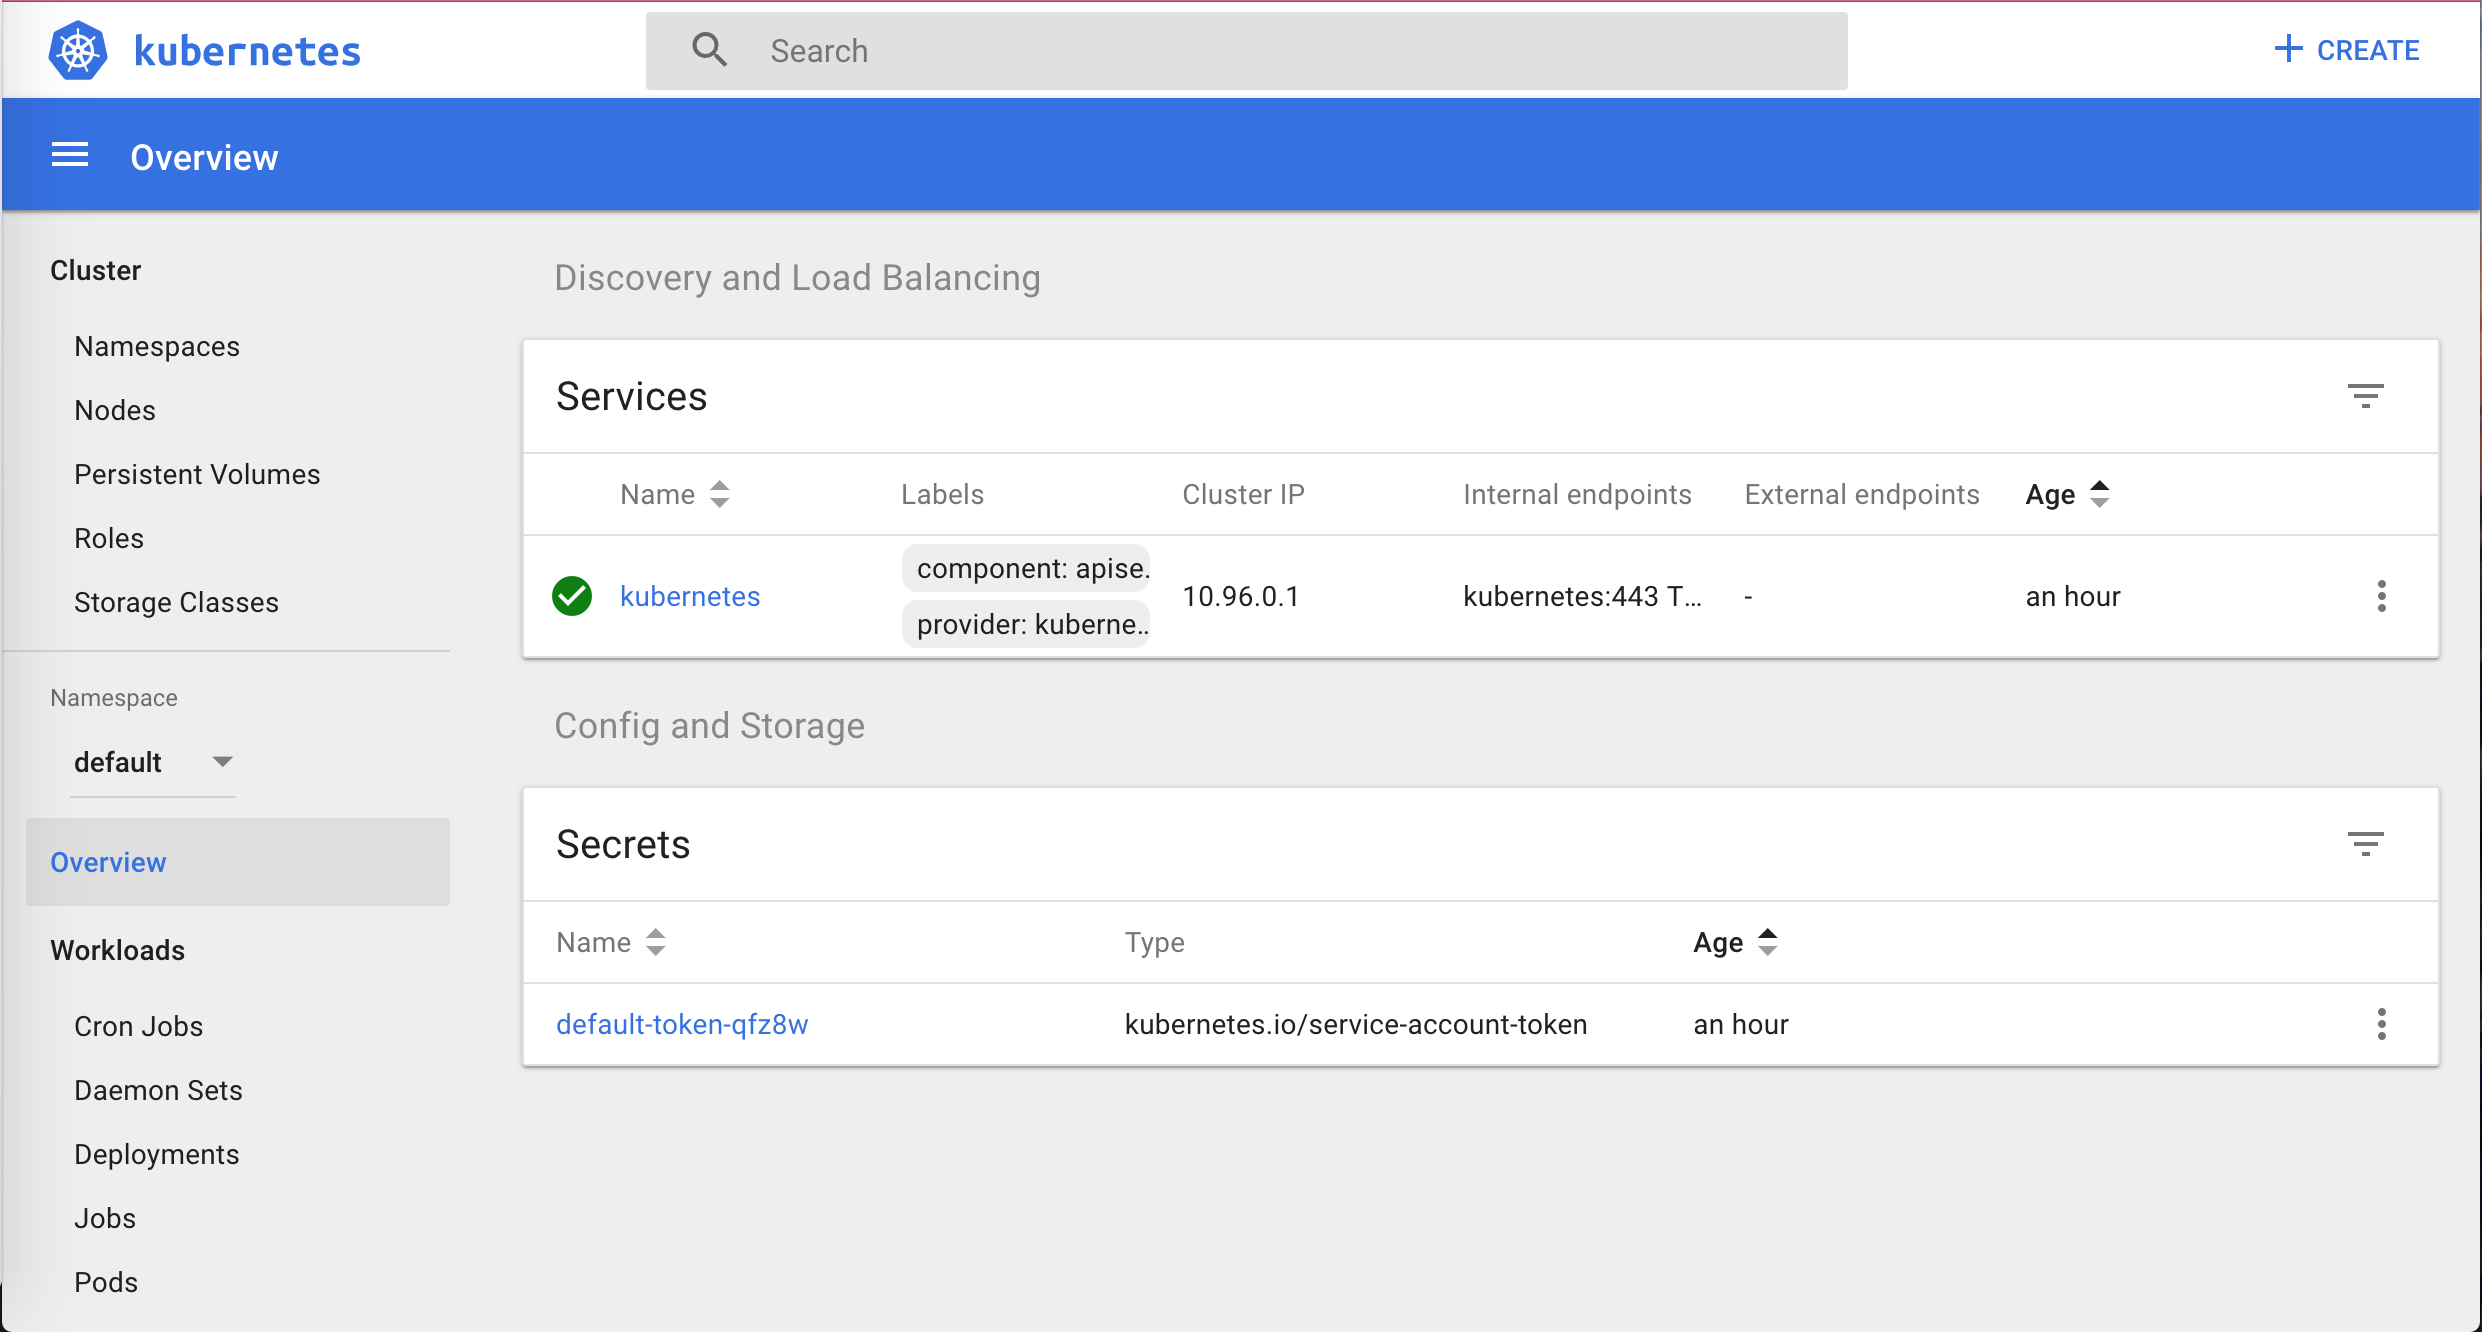 kubernetes
Search
+ CREATE
Overview
Cluster
Namespaces
Nodes
Persistent Volumes
Roles
Storage Classes
Namespace
default
Overview
Workloads
Cron Jobs
Daemon Sets
Deployments
Jobs
Pods
Discovery and Load Balancing
Services
Name Labels Cluster IP Internal endpoints External endpoints Age
component: apise.
kubernetes 10.96.0.1 kubernetes:443 T... - an hour
provider: kuberne..
Config and Storage
Secrets
Name Type Age
default-token-qfz8w kubernetes.io/service-account-token an hour